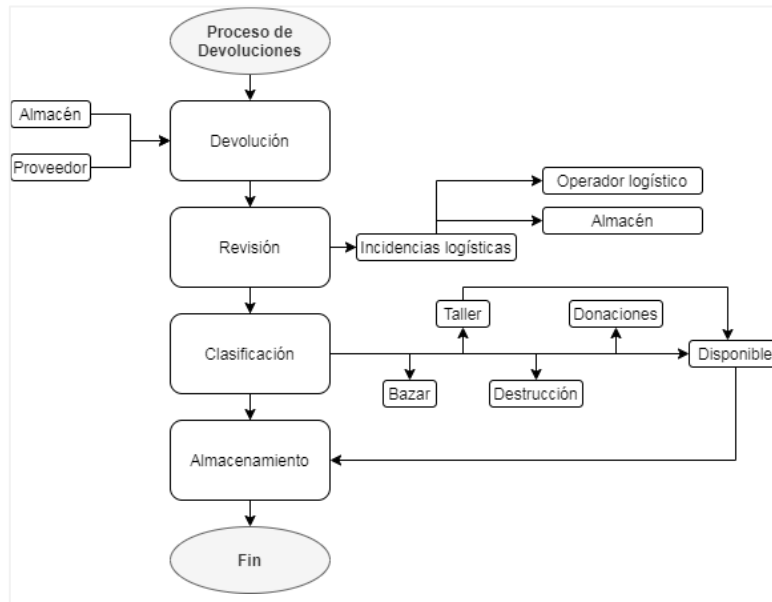 Proceso de
Devoluciones
Almacén
Devolución
Proveedor
Operador logístico
Almacén
Revisión
Incidencias logísticas
Taller
Donaciones
Clasificación
Disponible
Bazar
Destrucción
Almacenamiento
Fin